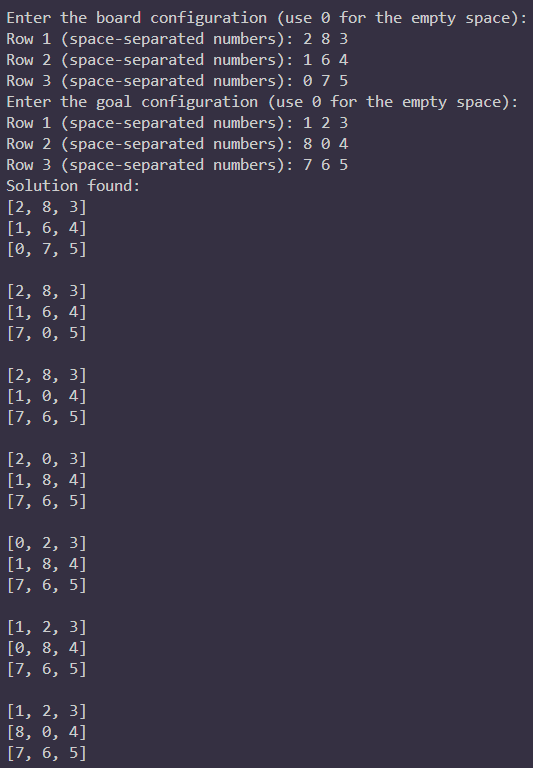 Enter the board configuration (use 0 for the empty space):
Row 1 (space-separated numbers): 2 8 3
Row 2 (space-separated numbers): 1 6 4
Row 3 (space-separated numbers): 0 7 5
Enter the goal configuration (use 0 for the empty space):
Row 1 (space-separated numbers): 1 2 3
Row 2 (space-separated numbers): 8 0 4
Row 3 (space-separated numbers): 7 6 5
Solution found:
[2, 8, 3]
[1, 6, 4]
[0, 7, 5]

[2, 8, 3]
[1, 6, 4]
[7, 0, 5]

[2, 8, 3]
[1, 0, 4]
[7, 6, 5]

[2, 0, 3]
[1, 8, 4]
[7, 6, 5]

[0, 2, 3]
[1, 8, 4]
[7, 6, 5]

[1, 2, 3]
[0, 8, 4]
[7, 6, 5]

[1, 2, 3]
[8, 0, 4]
[7, 6, 5]